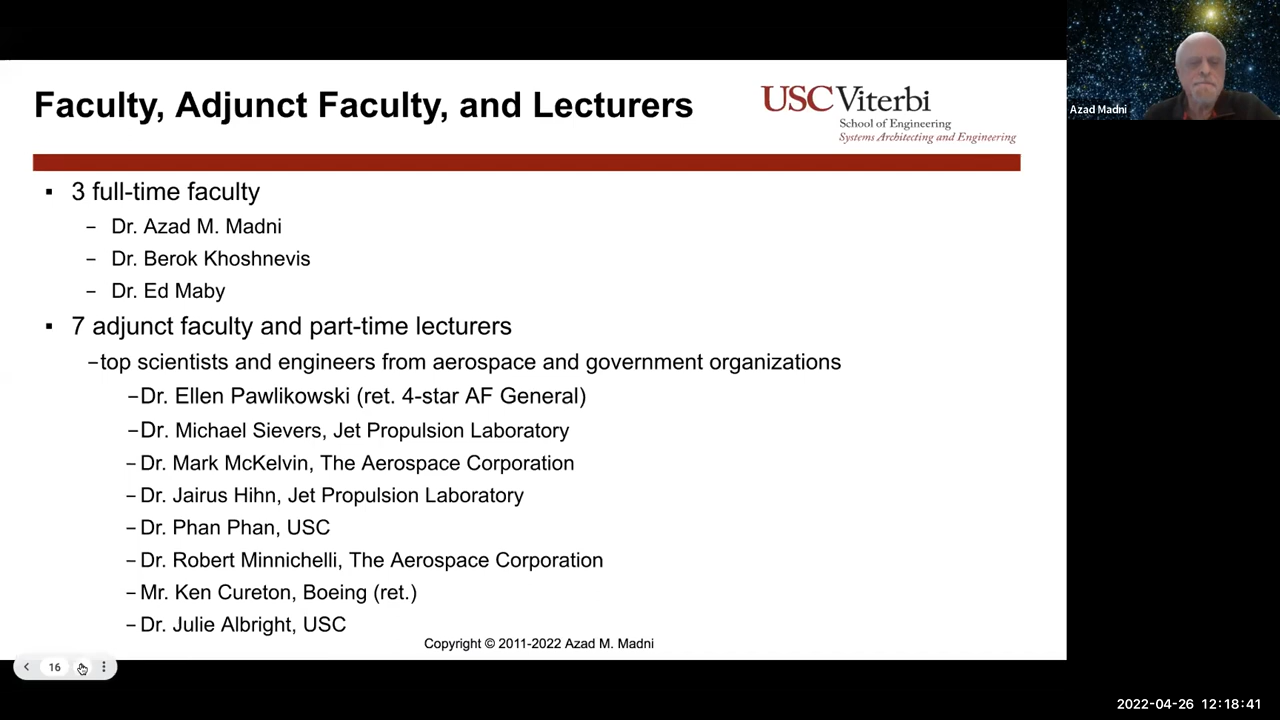 Faculty, Adjunct Faculty, and Lecturers
USC Viterbi
School of Engineering
Systems Architecting and Engineering
Azad Madni
▪ 3 full-time faculty
– Dr. Azad M. Madni
– Dr. Berok Khoshnevis
– Dr. Ed Maby
▪ 7 adjunct faculty and part-time lecturers
–top scientists and engineers from aerospace and government organizations
–Dr. Ellen Pawlikowski (ret. 4-star AF General)
–Dr. Michael Sievers, Jet Propulsion Laboratory
–Dr. Mark McKelvin, The Aerospace Corporation
–Dr. Jairus Hihn, Jet Propulsion Laboratory
–Dr. Phan Phan, USC
–Dr. Robert Minnichelli, The Aerospace Corporation
–Mr. Ken Cureton, Boeing (ret.)
–Dr. Julie Albright, USC
Copyright © 2011-2022 Azad M. Madni
16
2022-04-26 12:18:41